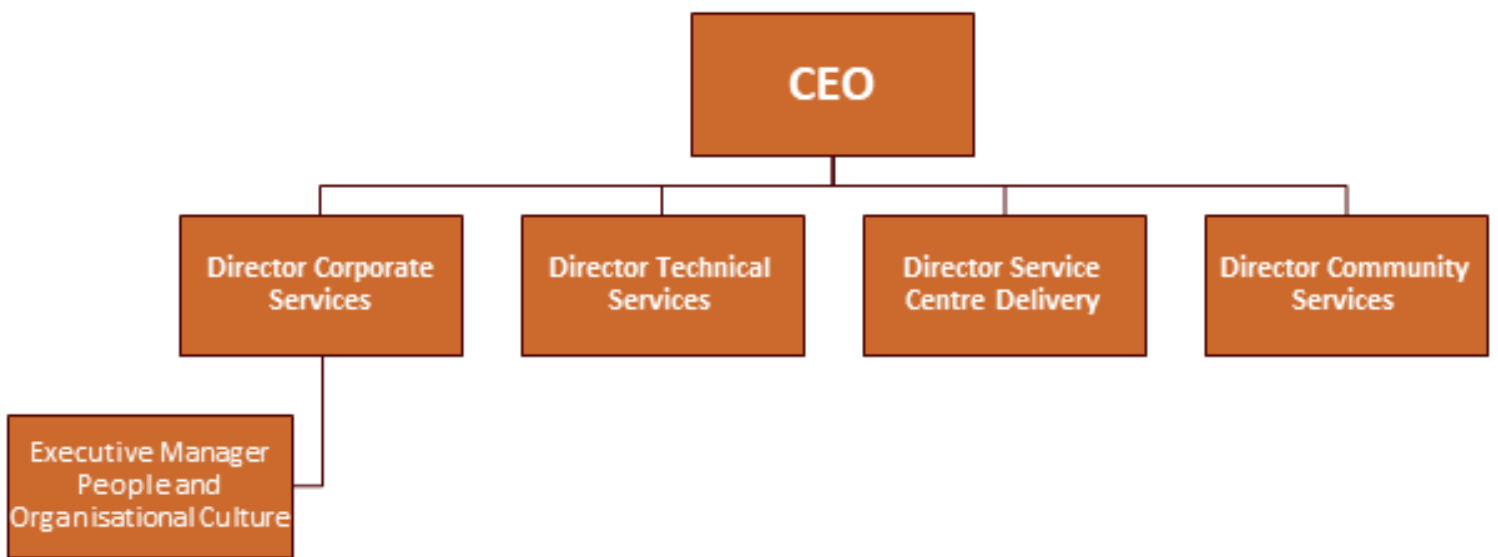 CEO
Director Corporate
Services
Director Technical
Services
Director Service
Centre Delivery
Director Community
Services
Executive Manager
People and
Organisational Culture